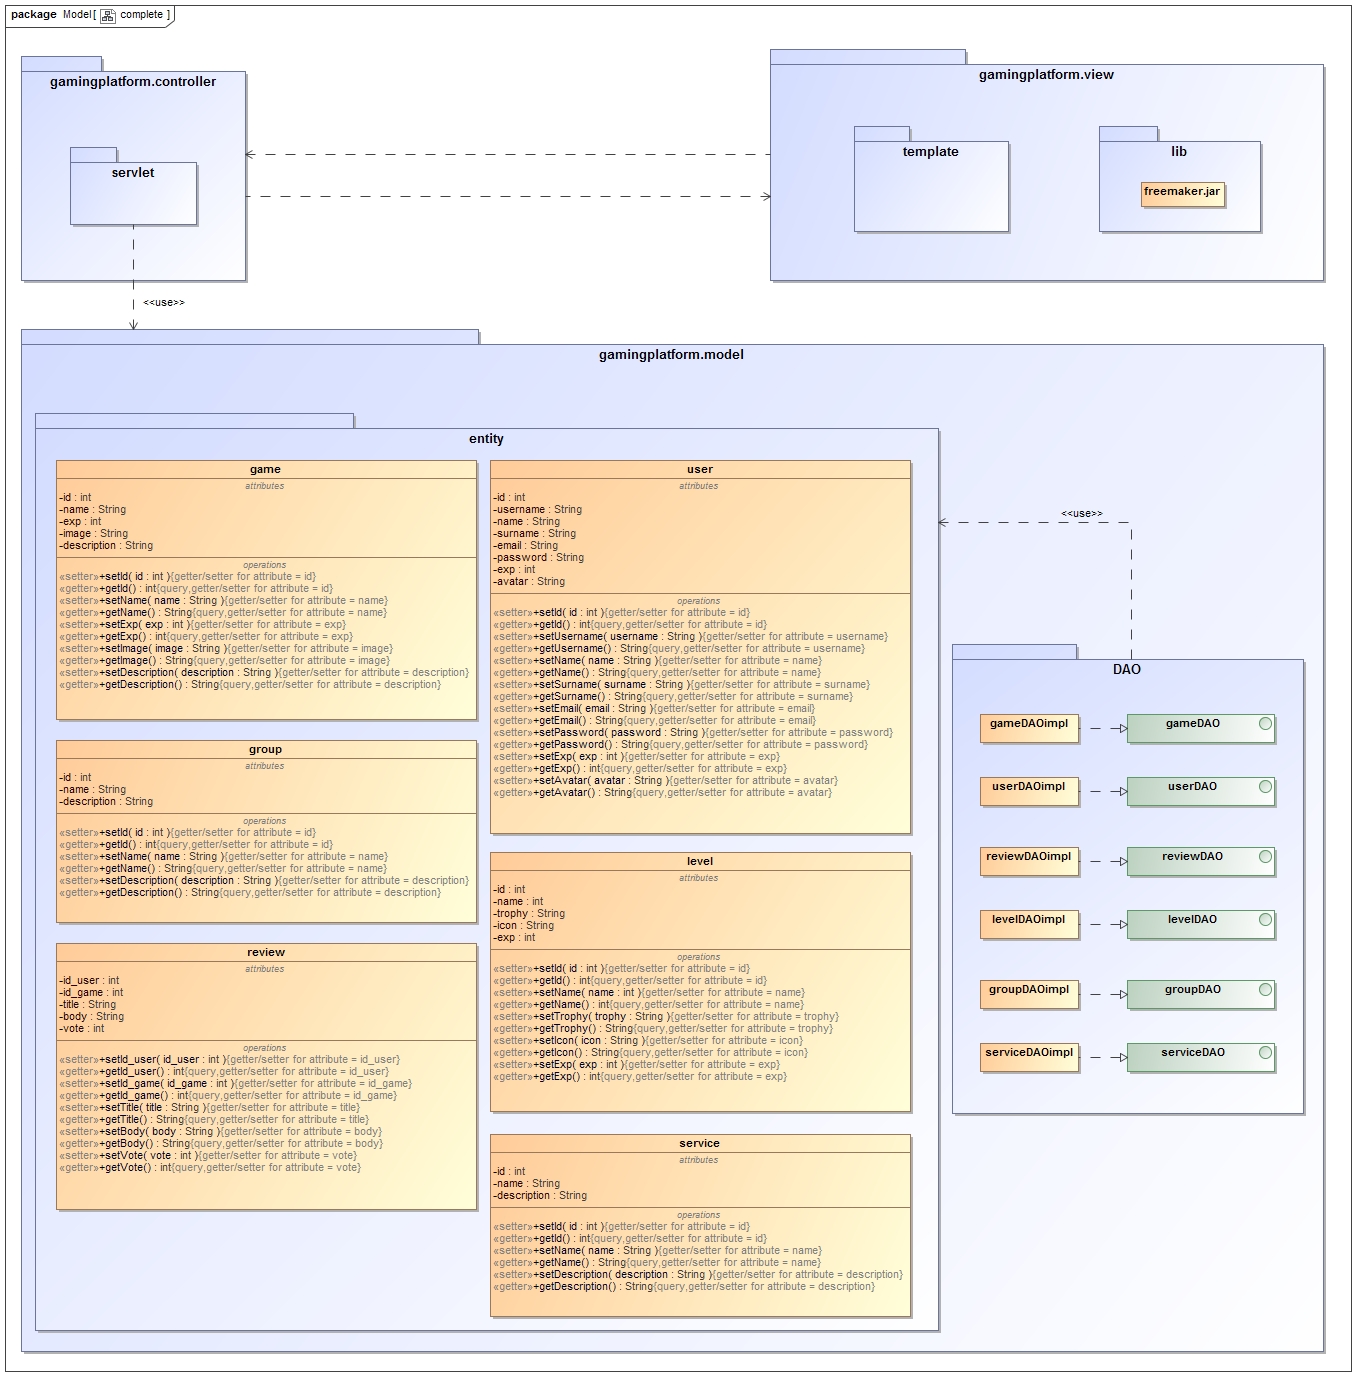 package Model[ complete ]
gamingplatform.controller
servlet
gamingplatform.view
template
lib
freemaker.jar
<<use>>
gamingplatform.model
entity
game
attributes
-id : int
-name : String
-exp : int
-image : String
-description : String
operations
«setter»+setId( id : int ){getter/setter for attribute = id}
«getter»+getId() : int{query,getter/setter for attribute = id}
«setter»+setName( name : String ){getter/setter for attribute = name}
«getter»+getName() : String{query,getter/setter for attribute = name}
«setter»+setExp( exp : int ){getter/setter for attribute = exp}
«getter»+getExp() : int{query,getter/setter for attribute = exp}
«setter»+setImage( image : String ){getter/setter for attribute = image}
«getter»+getImage() : String{query,getter/setter for attribute = image}
«setter»+setDescription( description : String ){getter/setter for attribute = description}
«getter»+getDescription() : String{query,getter/setter for attribute = description}
group
attributes
-id : int
-name : String
-description : String
operations
«setter»+setId( id : int ){getter/setter for attribute = id}
«getter»+getId() : int{query,getter/setter for attribute = id}
«setter»+setName( name : String ){getter/setter for attribute = name}
«getter»+getName() : String{query,getter/setter for attribute = name}
«setter»+setDescription( description : String ){getter/setter for attribute = description}
«getter»+getDescription() : String{query,getter/setter for attribute = description}
review
attributes
-id_user : int
-id_game : int
-title : String
-body : String
-vote : int
operations
«setter»+setId_user( id_user : int ){getter/setter for attribute = id_user}
«getter»+getId_user() : int{query,getter/setter for attribute = id_user}
«setter»+setId_game( id_game : int ){getter/setter for attribute = id_game}
«getter»+getId_game() : int{query,getter/setter for attribute = id_game}
«setter»+setTitle( title : String ){getter/setter for attribute = title}
«getter»+getTitle() : String{query,getter/setter for attribute = title}
«setter»+setBody( body : String ){getter/setter for attribute = body}
«getter»+getBody() : String{query,getter/setter for attribute = body}
«setter»+setVote( vote : int ){getter/setter for attribute = vote}
«getter»+getVote() : int{query,getter/setter for attribute = vote}
user
attributes
-id : int
-username : String
-name : String
-surname : String
-email : String
-password : String
-exp : int
-avatar : String
operations
«setter»+setId( id : int ){getter/setter for attribute = id}
«getter»+getId() : int{query,getter/setter for attribute = id}
«setter»+setUsername( username : String ){getter/setter for attribute = username}
«getter»+getUsername() : String{query,getter/setter for attribute = username}
«setter»+setName( name : String ){getter/setter for attribute = name}
«getter»+getName() : String{query,getter/setter for attribute = name}
«setter»+setSurname( surname : String ){getter/setter for attribute = surname}
«getter»+getSurname() : String{query,getter/setter for attribute = surname}
«setter»+setEmail( email : String ){getter/setter for attribute = email}
«getter»+getEmail() : String{query,getter/setter for attribute = email}
«setter»+setPassword( password : String ){getter/setter for attribute = password}
«getter»+getPassword() : String{query,getter/setter for attribute = password}
«setter»+setExp( exp : int ){getter/setter for attribute = exp}
«getter»+getExp() : int{query,getter/setter for attribute = exp}
«setter»+setAvatar( avatar : String ){getter/setter for attribute = avatar}
«getter»+getAvatar() : String{query,getter/setter for attribute = avatar}
level
attributes
-id : int
-name : int
-trophy : String
-icon : String
-exp : int
operations
«setter»+setId( id : int ){getter/setter for attribute = id}
«getter»+getId() : int{query,getter/setter for attribute = id}
«setter»+setName( name : int ){getter/setter for attribute = name}
«getter»+getName() : int{query,getter/setter for attribute = name}
«setter»+setTrophy( trophy : String ){getter/setter for attribute = trophy}
«getter»+getTrophy() : String{query,getter/setter for attribute = trophy}
«setter»+setIcon( icon : String ){getter/setter for attribute = icon}
«getter»+getIcon() : String{query,getter/setter for attribute = icon}
«setter»+setExp( exp : int ){getter/setter for attribute = exp}
«getter»+getExp() : int{query,getter/setter for attribute = exp}
service
attributes
-id : int
-name : String
-description : String
operations
«setter»+setId( id : int ){getter/setter for attribute = id}
«getter»+getId() : int{query,getter/setter for attribute = id}
«setter»+setName( name : String ){getter/setter for attribute = name}
«getter»+getName() : String{query,getter/setter for attribute = name}
«setter»+setDescription( description : String ){getter/setter for attribute = description}
«getter»+getDescription() : String{query,getter/setter for attribute = description}
<<use>>
DAO
gameDAOimpl gameDAO
userDAOimpl userDAO
reviewDAOimpl reviewDAO
levelDAOimpl levelDAO
groupDAOimpl groupDAO
serviceDAOimpl serviceDAO